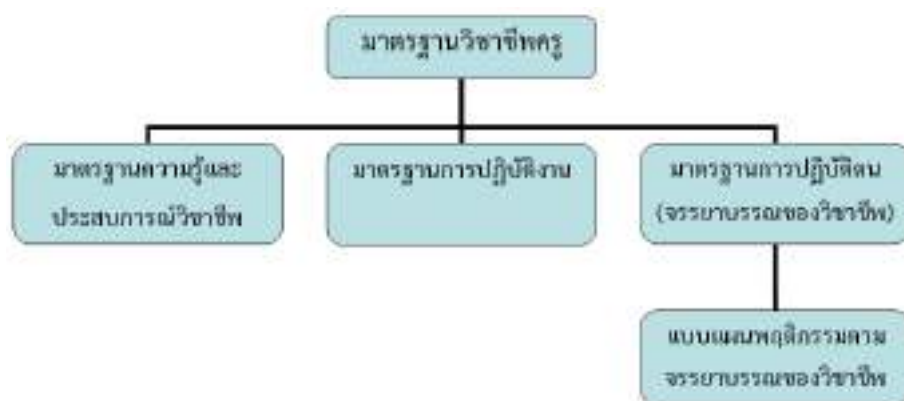 มาตรฐานวิชาชีพครู
มาตรฐานความรู้และ
ประสบการณ์วิชาชีพ
มาตรฐานการปฏิบัติงาน
มาตรฐานการปฏิบัติตน
(จรรยาบรรณของวิชาชีพ)
แบบแผนพฤติกรรมตาม
จรรยาบรรณของวิชาชีพ